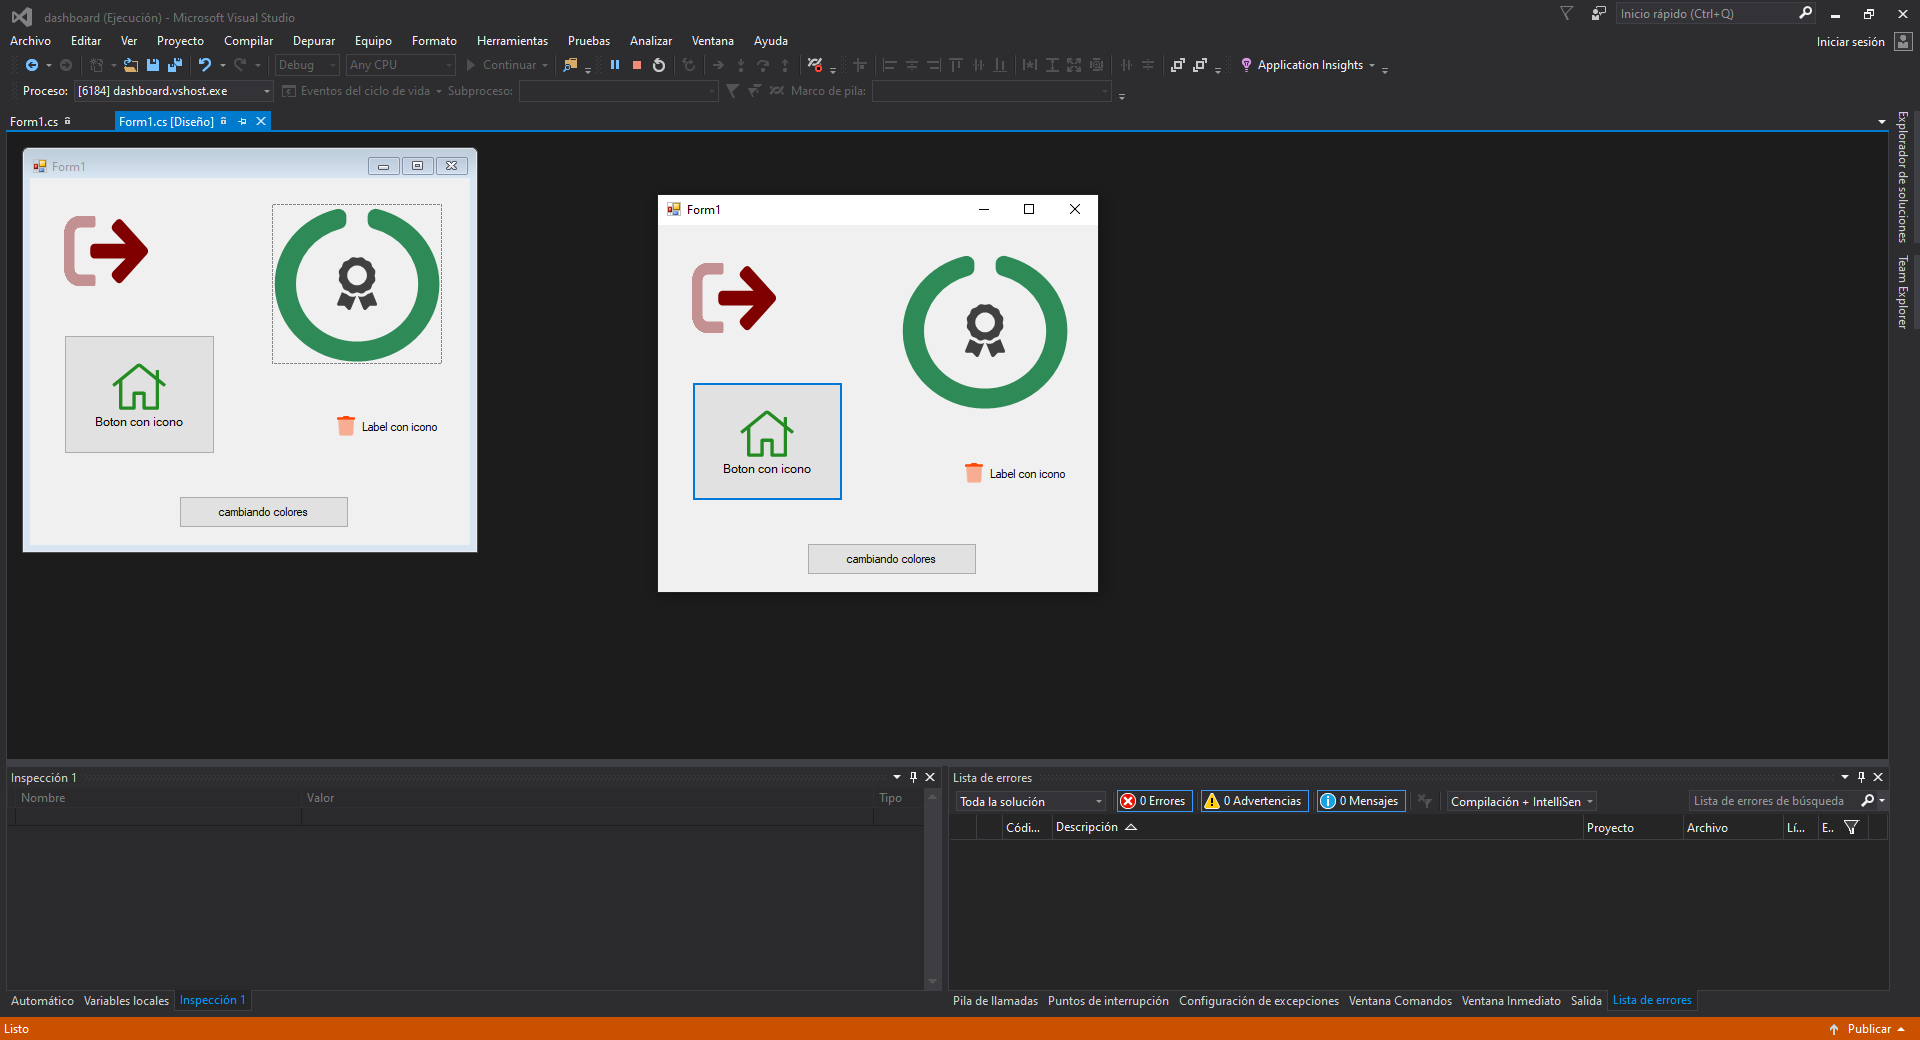 dashboard (Ejecución) - Microsoft Visual Studio
Inicio rápido (Ctrl+Q)
Archivo Editar Ver Proyecto Compilar Depurar Equipo Formato Herramientas Pruebas Analizar Ventana Ayuda
Iniciar sesión
Debug Any CPU Continuar Application Insights
Proceso: [6184] dashboard.vshost.exe Eventos del ciclo de vida Subproceso: Marco de pila:
Form1.cs Form1.cs [Diseño]
Explorador de soluciones
Team Explorer
Form1
Boton con icono
Label con icono
cambiando colores
Form1
Boton con icono
Label con icono
cambiando colores
Inspección 1
Nombre Valor Tipo
Automático Variables locales Inspección 1
Lista de errores
Toda la solución 0 Errores 0 Advertencias 0 Mensajes Compilación + IntelliSen Lista de errores de búsqueda
Códi... Descripción Proyecto Archivo Lí... E..
Pila de llamadas Puntos de interrupción Configuración de excepciones Ventana Comandos Ventana Inmediato Salida Lista de errores
Listo
Publicar